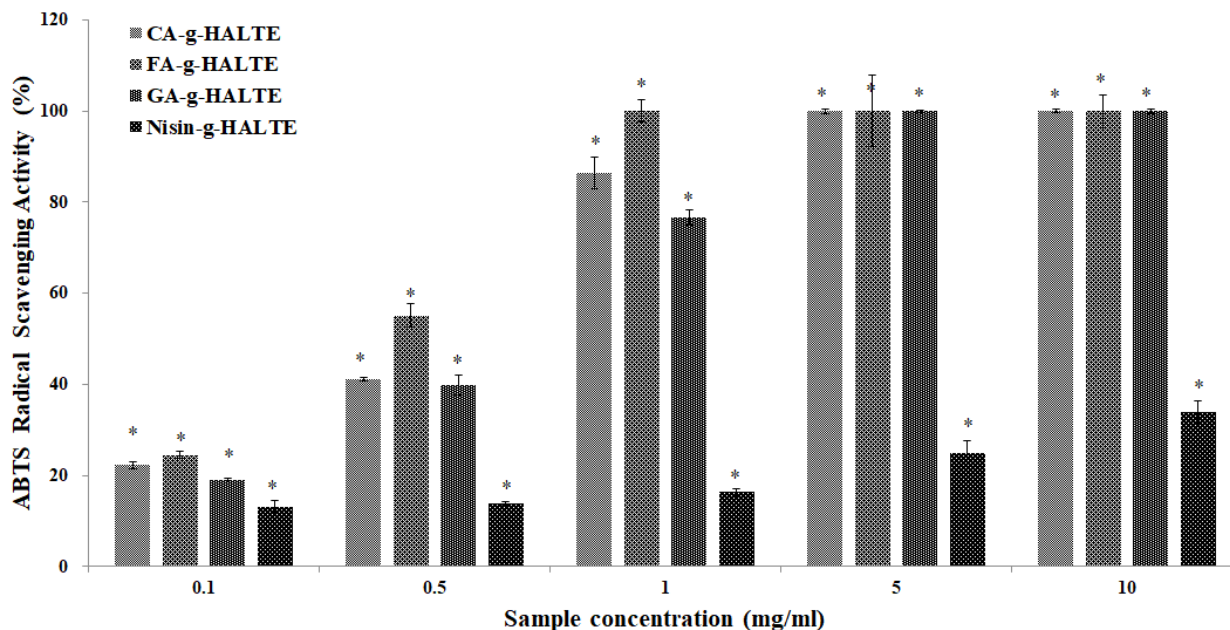 120
100
80
60
40
20
0
ABTS Radical Scavenging Activity (%)
CA-g-HALTE
FA-g-HALTE
GA-g-HALTE
Nisin-g-HALTE
* * * *
* * * *
* * * *
* * * *
* * * *
0.1 0.5 1 5 10
Sample concentration (mg/ml)